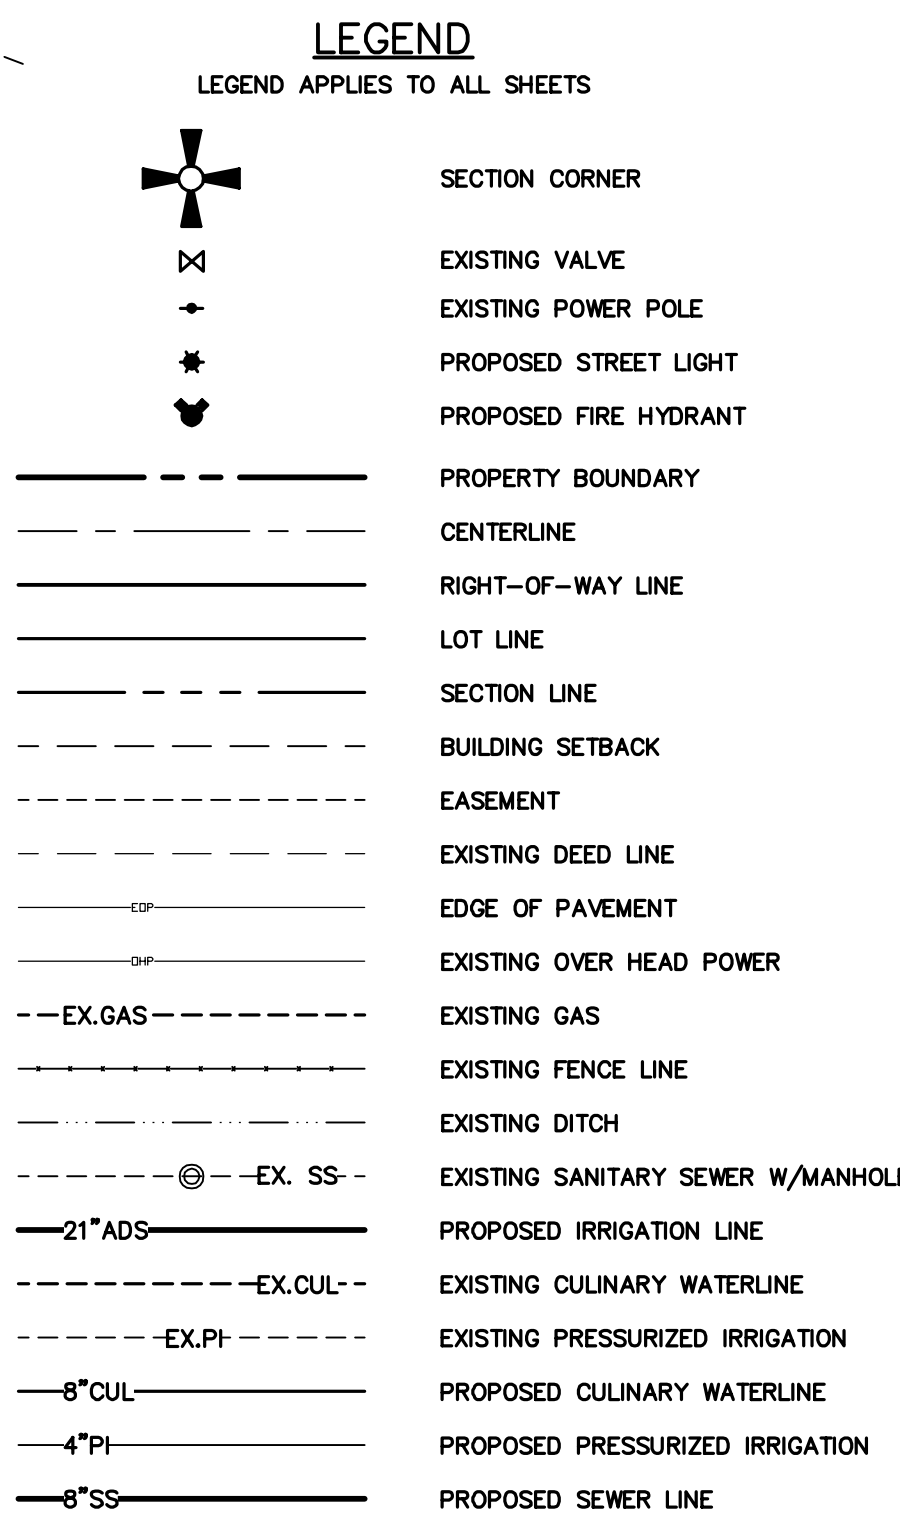 LEGEND
LEGEND APPLIES TO ALL SHEETS
SECTION CORNER
EXISTING VALVE
EXISTING POWER POLE
PROPOSED STREET LIGHT
PROPOSED FIRE HYDRANT
PROPERTY BOUNDARY
CENTERLINE
RIGHT-OF-WAY LINE
LOT LINE
SECTION LINE
BUILDING SETBACK
EASEMENT
EXISTING DEED LINE
EOP EDGE OF PAVEMENT
OHP EXISTING OVER HEAD POWER
EX.GAS EXISTING GAS
EXISTING FENCE LINE
EXISTING DITCH
EX. SS EXISTING SANITARY SEWER W/MANHOL
21"ADS PROPOSED IRRIGATION LINE
EX.CUL EXISTING CULINARY WATERLINE
EX.PI EXISTING PRESSURIZED IRRIGATION
8"CUL PROPOSED CULINARY WATERLINE
4"PI PROPOSED PRESSURIZED IRRIGATION
8"SS PROPOSED SEWER LINE